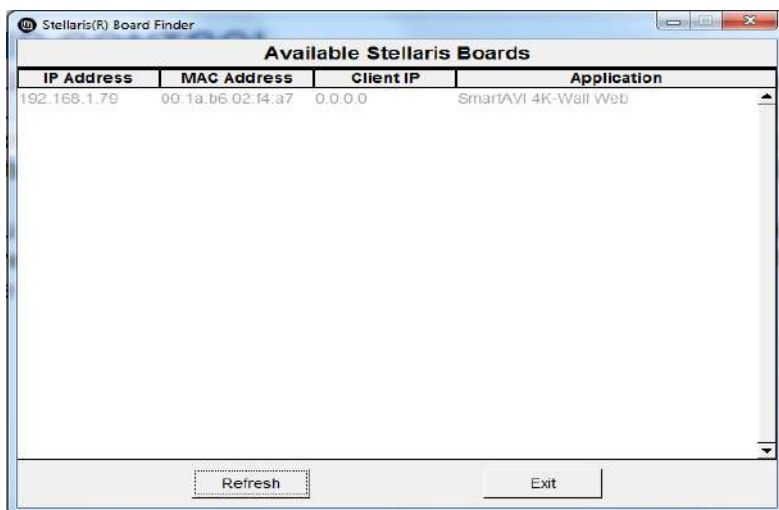 Stellaris(R) Board Finder
Available Stellaris Boards
IP Address MAC Address Client IP Application
192.168.1.79 00:1a:b6:02:f4:a7 0.0.0.0 SmartAVI 4K-Wall Web
Refresh Exit